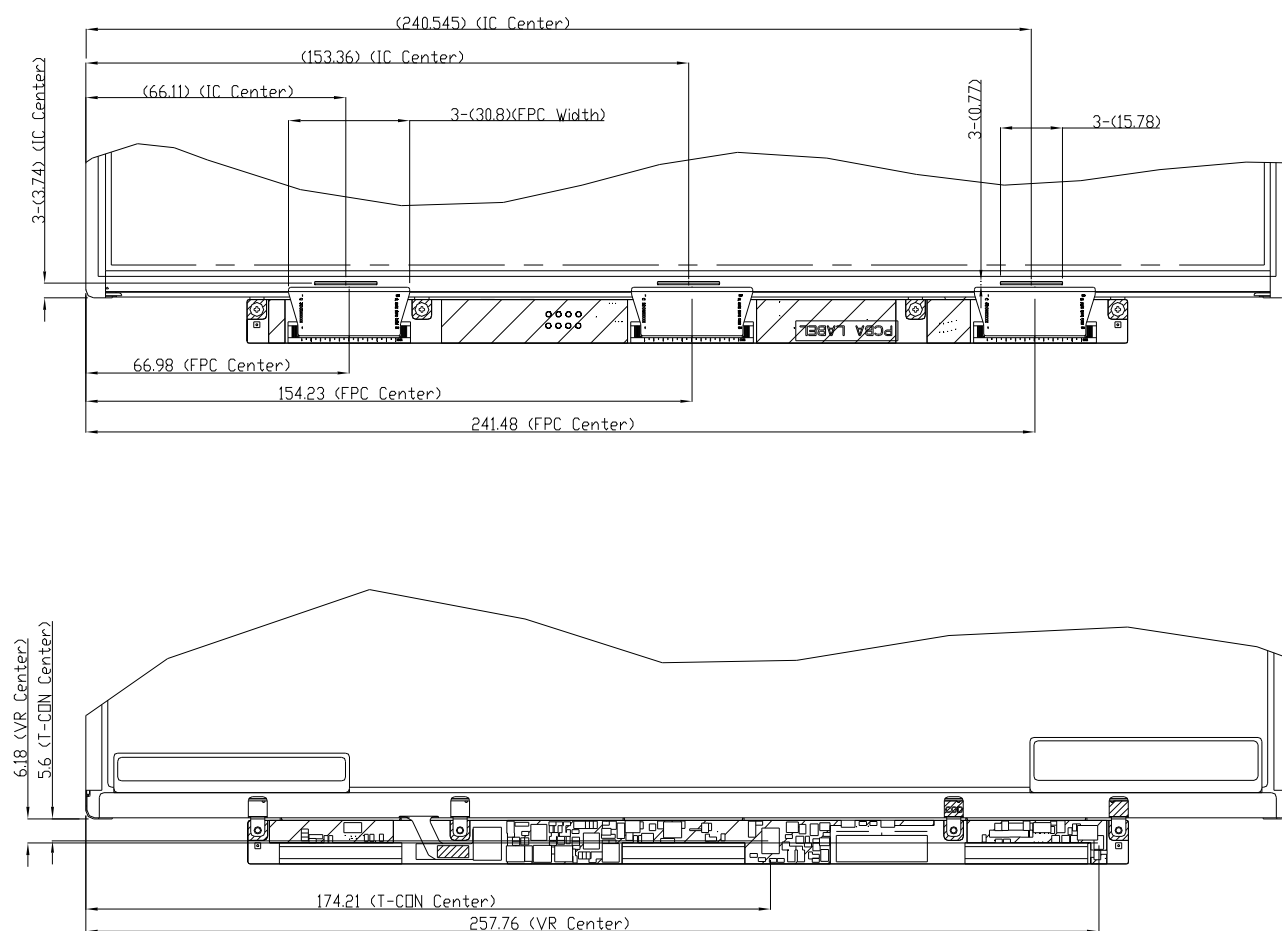 (240.545) (IC Center)
(153.36) (IC Center)
(66.11) (IC Center)
3-(30.8)(FPC Width)
3-(0.77)
3-(15.78)
3-(3.74) (IC Center)
PCBA LABEL
66.98 (FPC Center)
154.23 (FPC Center)
241.48 (FPC Center)
6.18 (VR Center)
5.6 (T-CON Center)
174.21 (T-CON Center)
257.76 (VR Center)